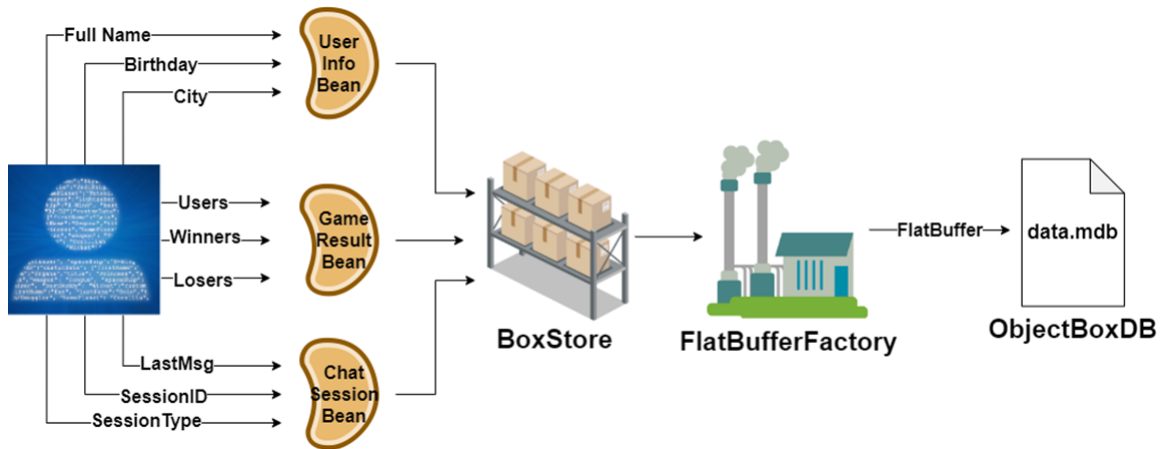 Full Name
Birthday
City
User
Info
Bean
Users
Winners
Losers
Game
Result
Bean
LastMsg
SessionID
SessionType
Chat
Session
Bean
BoxStore
FlatBufferFactory
FlatBuffer
data.mdb
ObjectBoxDB